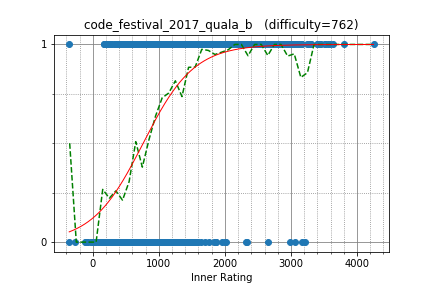 code_festival_2017_quala_b (difficulty=762)
1
0
0 1000 2000 3000 4000
Inner Rating